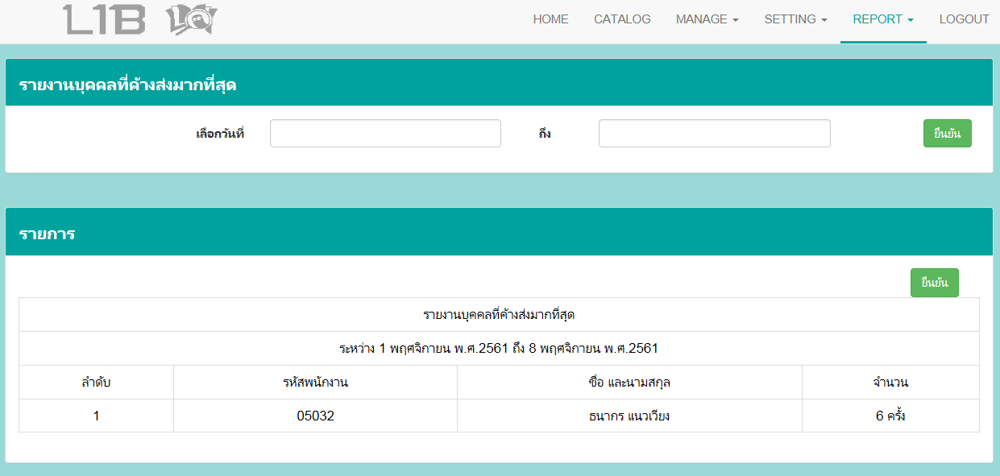 L1B HOME CATALOG MANAGE SETTING REPORT LOGOUT
รายงานบุคคลที่ค้างส่งมากที่สุด
เลือกวันที่ ถึง ยืนยัน
รายการ
ยืนยัน
รายงานบุคคลที่ค้างส่งมากที่สุด
ระหว่าง 1 พฤศจิกายน พ.ศ.2561 ถึง 8 พฤศจิกายน พ.ศ.2561
ลำดับ รหัสพนักงาน ชื่อ และนามสกุล จำนวน
1 05032 ธนากร แนวเวียง 6 ครั้ง